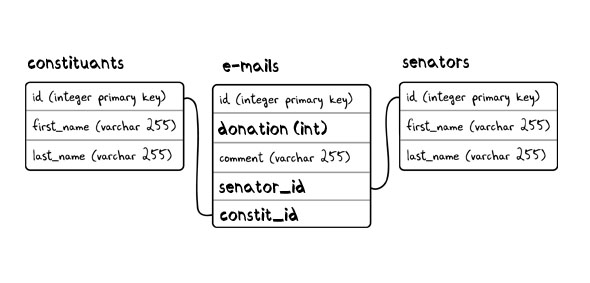 constituants
id (integer primary key)
first_name (varchar 255)
last_name (varchar 255)
e-mails
id (integer primary key)
donation (int)
comment (varchar 255)
senator_id
constit_id
senators
id (integer primary key)
first_name (varchar 255)
last_name (varchar 255)